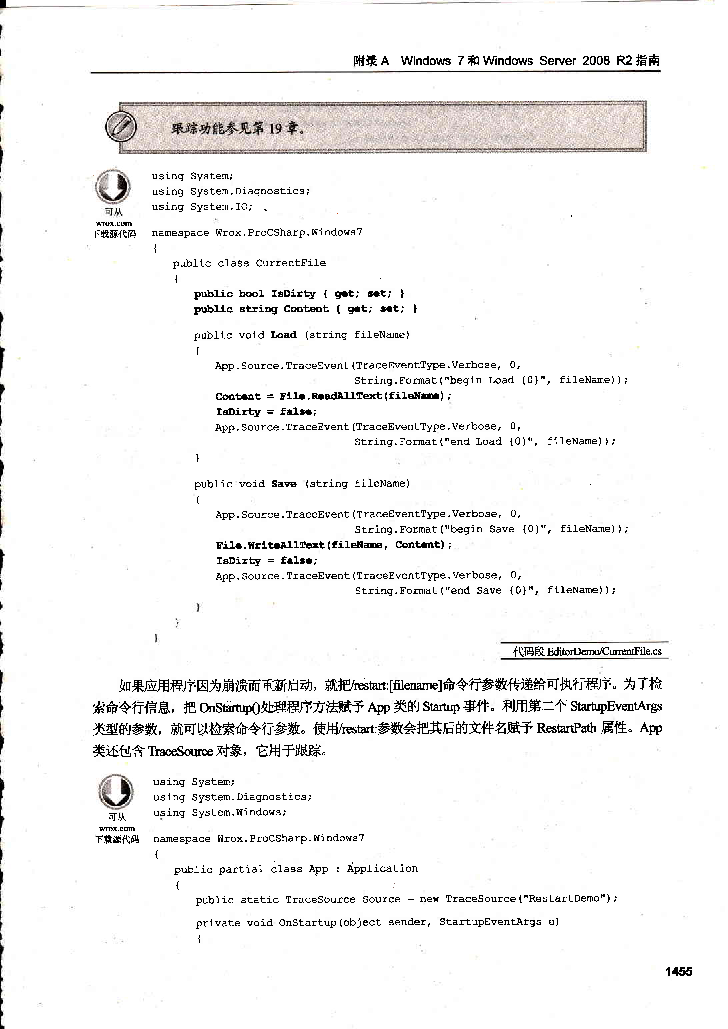 附录 A Windows 7 和 Windows Server 2008 R2 指南
跟踪功能参见第 19 章。
可从
wrox.com
下载源代码
using System;
using System.Diagnostics;
using System.IO;
namespace Wrox.ProCSharp.Windows7
{
public class CurrentFile
{
public bool IsDirty { get; set; }
public string Content { get; set; }
public void Load (string fileName)
{
App.Source.TraceEvent(TraceEventType.Verbose, 0,
String.Format("begin Load {0}", fileName));
Content = File.ReadAllText(fileName);
IsDirty = false;
App.Source.TraceEvent(TraceEventType.Verbose, 0,
String.Format("end Load {0}", fileName));
}
public void Save (string fileName)
{
App.Source.TraceEvent(TraceEventType.Verbose, 0,
String.Format("begin Save {0}", fileName));
File.WriteAllText(fileName, Content);
IsDirty = false;
App.Source.TraceEvent(TraceEventType.Verbose, 0,
String.Format("end Save {0}", fileName));
}
}
}
代码段 EditorDemo/CurrentFile.cs
如果应用程序因为崩溃而重新启动，就把/restart:[filename]命令行参数传递给可执行程序。为了检
索命令行信息，把 OnStartup()处理程序方法赋予 App 类的 Startup 事件。利用第二个 StartupEventArgs
类型的参数，就可以检索命令行参数。使用/restart:参数会把其后的文件名赋予 RestartPath 属性。App
类还包含 TraceSource 对象，它用于跟踪。
可从
wrox.com
下载源代码
using System;
using System.Diagnostics;
using System.Windows;
namespace Wrox.ProCSharp.Windows7
{
public partial class App : Application
{
public static TraceSource Source = new TraceSource("RestartDemo");
private void OnStartup(object sender, StartupEventArgs e)
{
1455